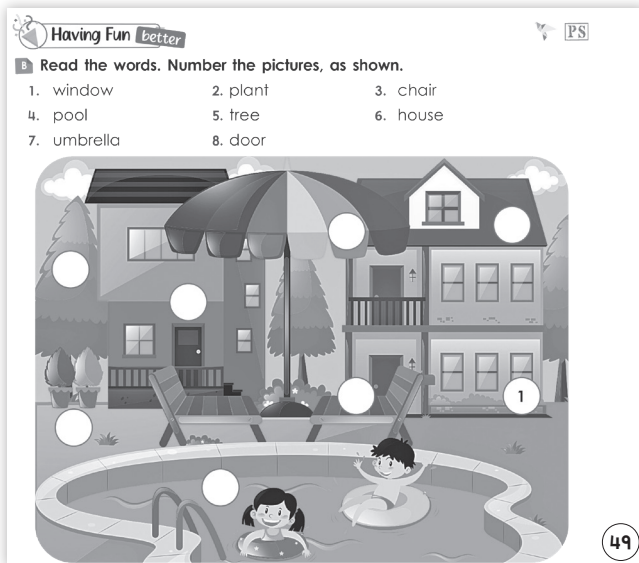 Having Fun better
PS
B Read the words. Number the pictures, as shown.
1. window 2. plant 3. chair
4. pool 5. tree 6. house
7. umbrella 8. door
1
49